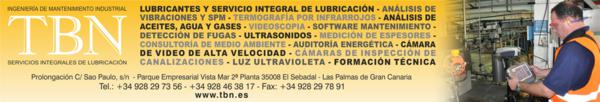 INGENIERÍA DE MANTENIMIENTO INDUSTRIAL
TBN
SERVICIOS INTEGRALES DE LUBRICACIÓN
LUBRICANTES Y SERVICIO INTEGRAL DE LUBRICACIÓN - ANÁLISIS DE
VIBRACIONES Y SPM - TERMOGRAFÍA POR INFRARROJOS - ANÁLISIS DE
ACEITES, AGUA Y GASES - VIDEOSCOPIA - SOFTWARE MANTENIMIENTO -
DETECCIÓN DE FUGAS - ULTRASONIDOS - MEDICIÓN DE ESPESORES -
CONSULTORÍA DE MEDIO AMBIENTE - AUDITORÍA ENERGÉTICA - CÁMARA
DE VIDEO DE ALTA VELOCIDAD - CÁMARAS DE INSPECCIÓN DE
CANALIZACIONES - LUZ ULTRAVIOLETA - FORMACIÓN TÉCNICA
Prolongación C/ Sao Paulo, s/n - Parque Empresarial Vista Mar 2ª Planta 35008 El Sebadal - Las Palmas de Gran Canaria
Tel.: +34 928 29 73 56 - +34 928 46 38 17 - Fax: +34 928 29 78 91
www.tbn.es